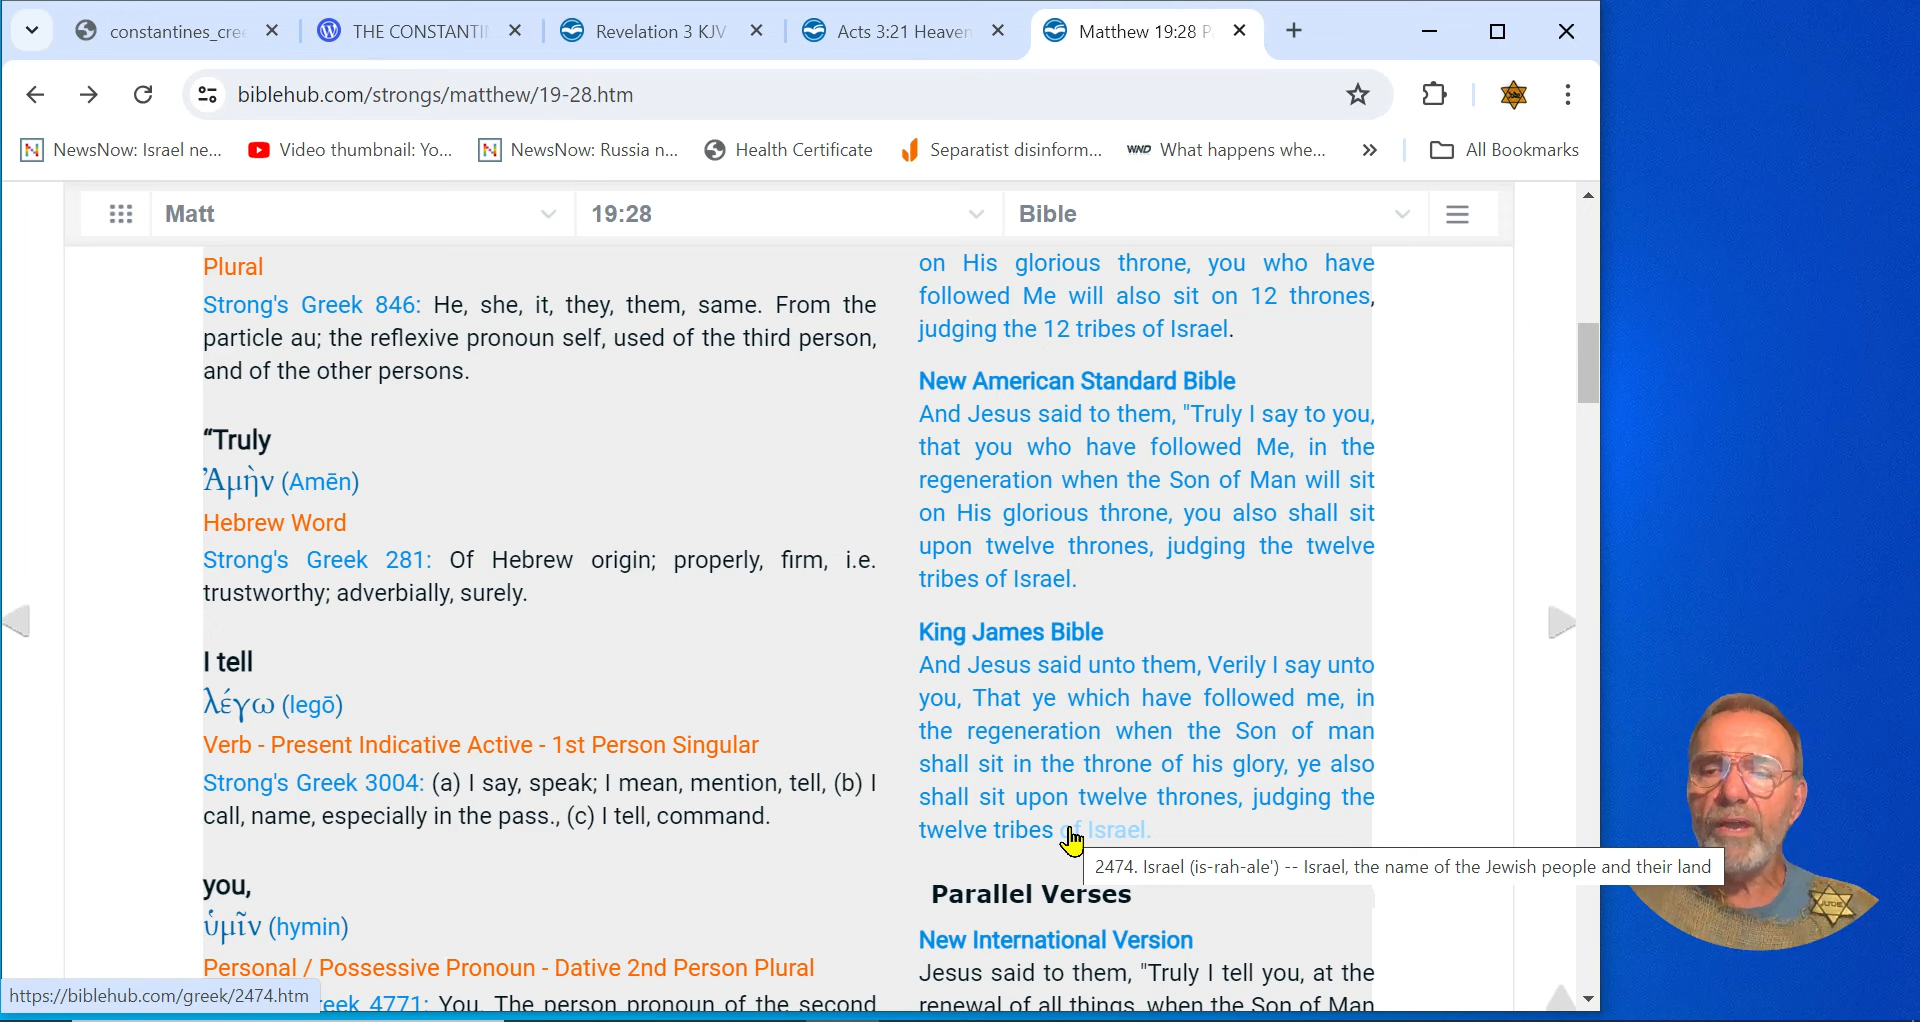 constantines_cre
THE CONSTANTI
Revelation 3 KJV
Acts 3:21 Heaven
Matthew 19:28 P
biblehub.com/strongs/matthew/19-28.htm
NewsNow: Israel ne...
Video thumbnail: Yo...
NewsNow: Russia n...
Health Certificate
Separatist disinform...
WND What happens whe...
All Bookmarks
Matt
19:28
Bible
Plural
Strong's Greek 846: He, she, it, they, them, same. From the
particle au; the reflexive pronoun self, used of the third person,
and of the other persons.
“Truly
Ἀμὴν (Amēn)
Hebrew Word
Strong's Greek 281: Of Hebrew origin; properly, firm, i.e.
trustworthy; adverbially, surely.
I tell
λέγω (legō)
Verb - Present Indicative Active - 1st Person Singular
Strong's Greek 3004: (a) I say, speak; I mean, mention, tell, (b) I
call, name, especially in the pass., (c) I tell, command.
you,
ὑμῖν (hymin)
Personal / Possessive Pronoun - Dative 2nd Person Plural
eek 4771: You. The person pronoun of the second
https://biblehub.com/greek/2474.htm
on His glorious throne, you who have
followed Me will also sit on 12 thrones,
judging the 12 tribes of Israel.
New American Standard Bible
And Jesus said to them, "Truly I say to you,
that you who have followed Me, in the
regeneration when the Son of Man will sit
on His glorious throne, you also shall sit
upon twelve thrones, judging the twelve
tribes of Israel.
King James Bible
And Jesus said unto them, Verily I say unto
you, That ye which have followed me, in
the regeneration when the Son of man
shall sit in the throne of his glory, ye also
shall sit upon twelve thrones, judging the
twelve tribes of Israel.
2474. Israel (is-rah-ale') -- Israel, the name of the Jewish people and their land
Parallel Verses
New International Version
Jesus said to them, "Truly I tell you, at the
renewal of all things, when the Son of Man
JUDE